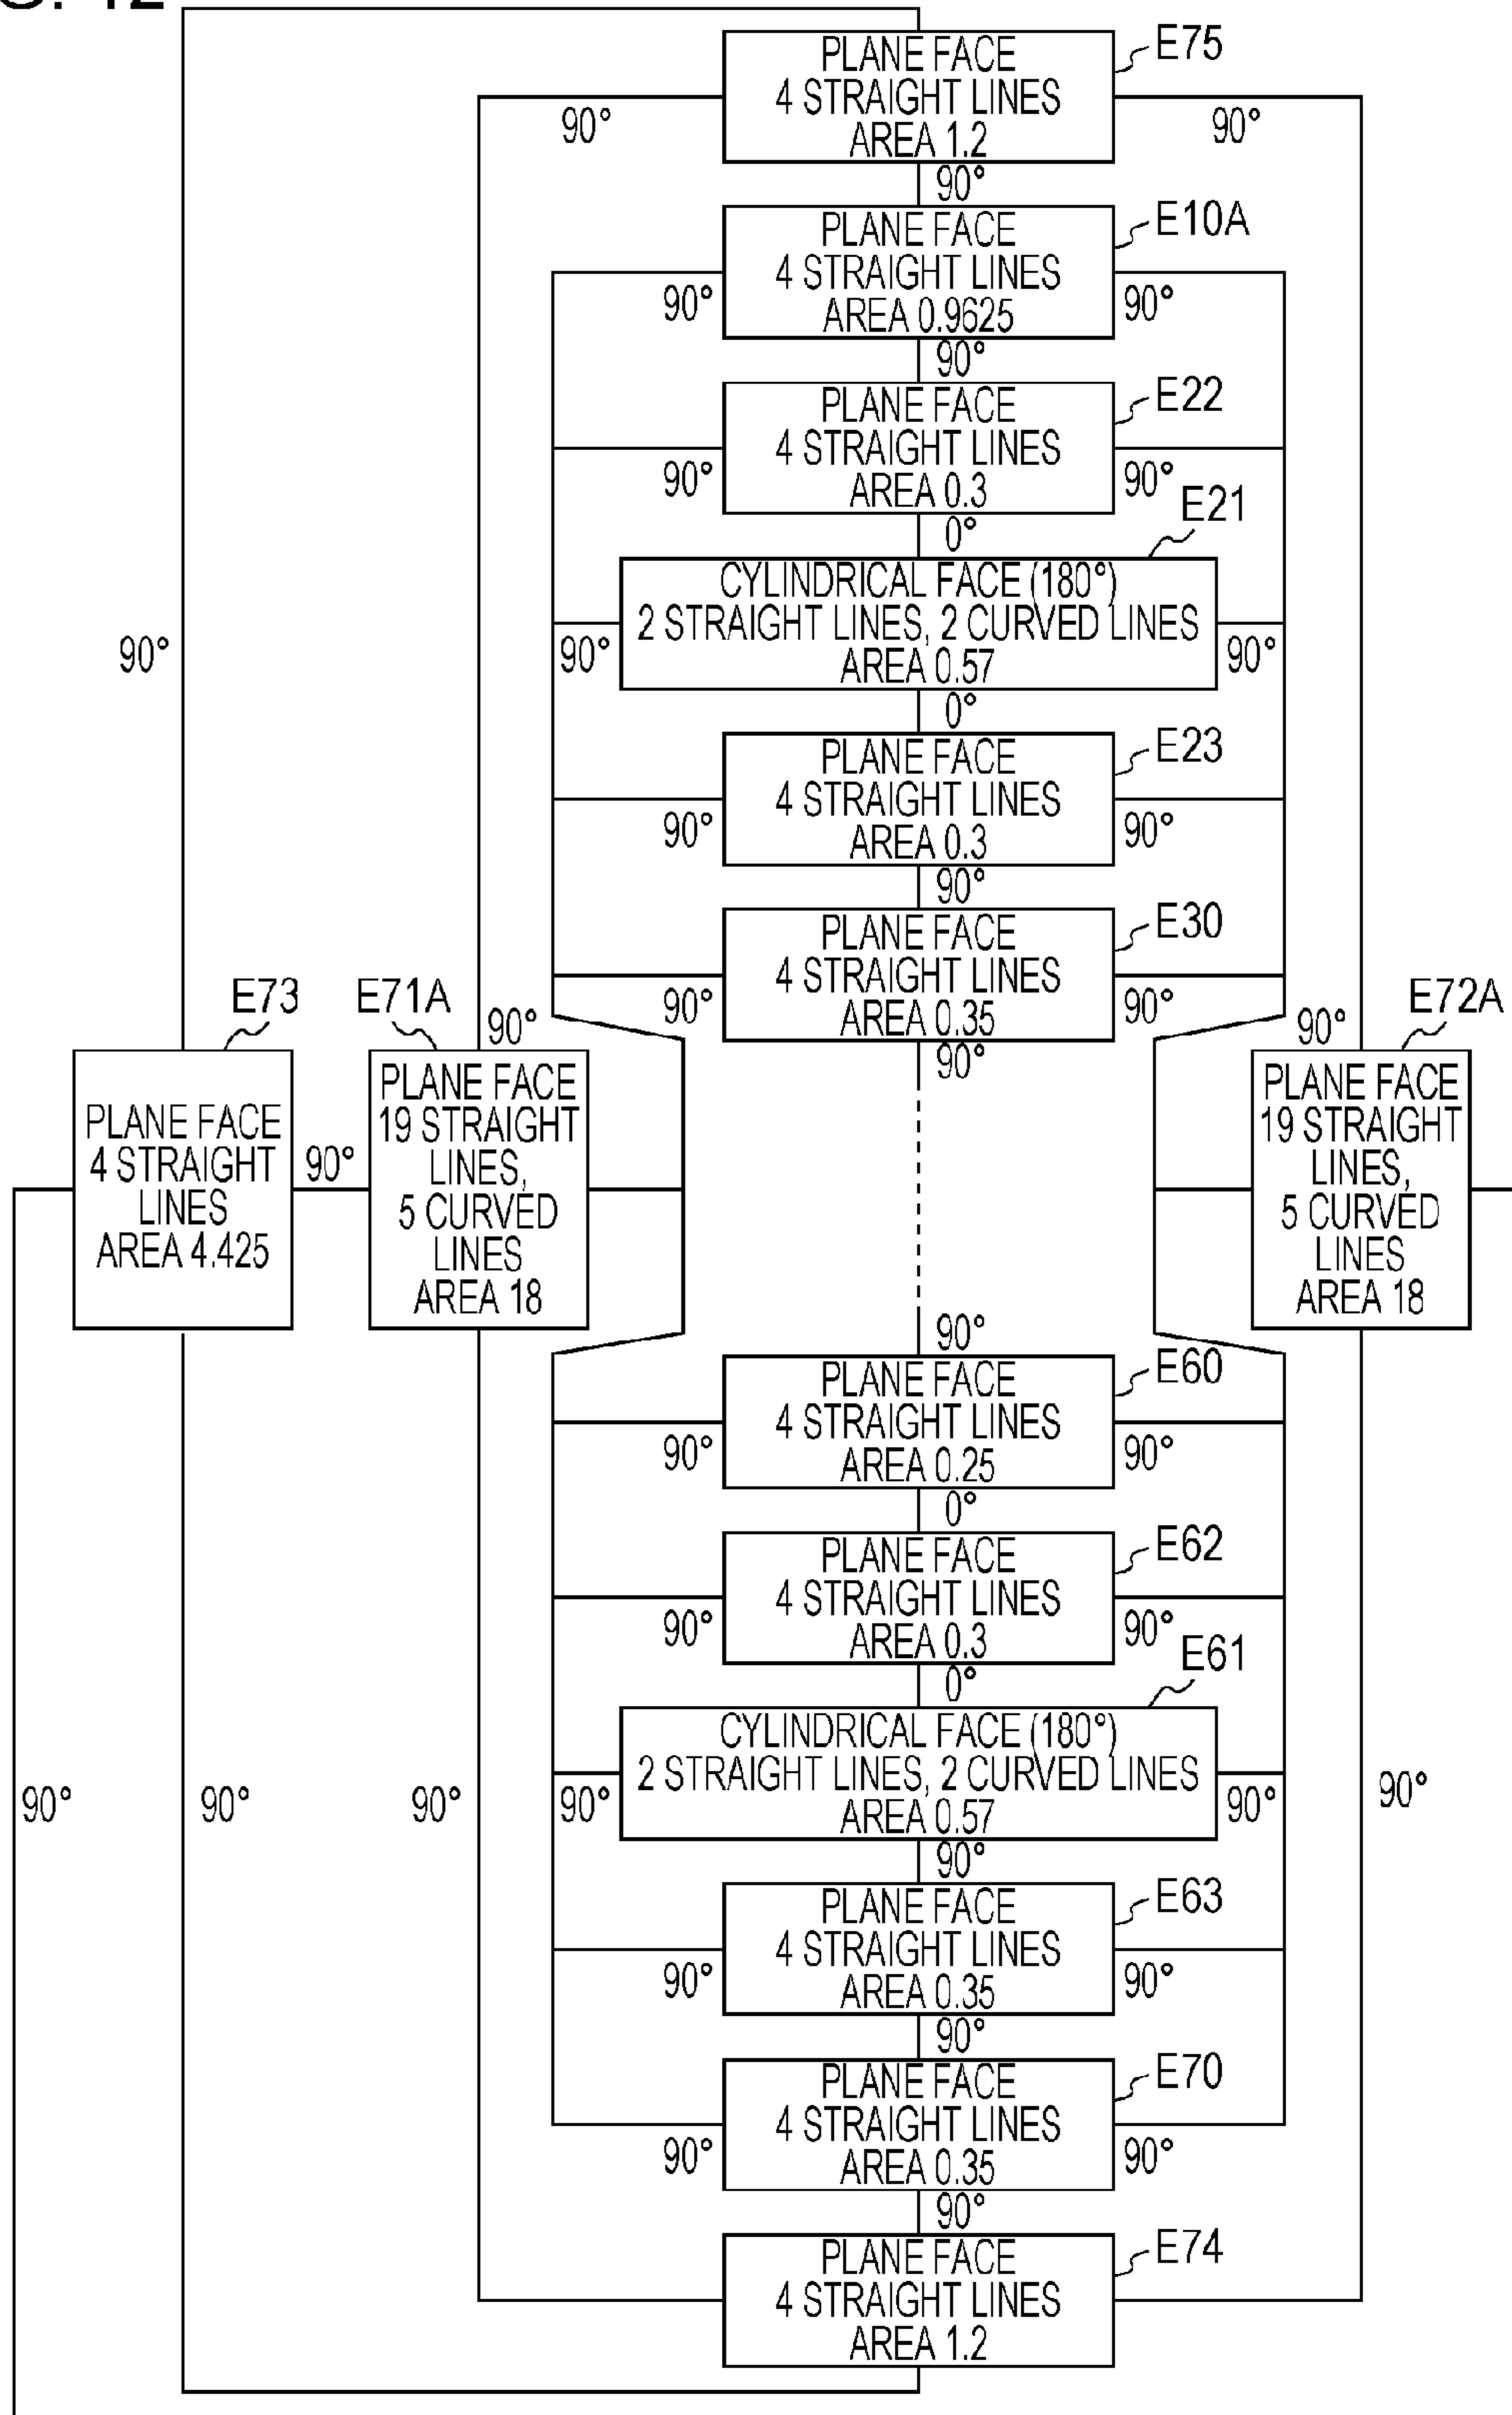 E75
PLANE FACE
4 STRAIGHT LINES
AREA 1.2
90°
90°
90°
E10A
PLANE FACE
4 STRAIGHT LINES
AREA 0.9625
90°
90°
90°
E22
PLANE FACE
4 STRAIGHT LINES
AREA 0.3
90°
90°
0°
E21
CYLINDRICAL FACE (180°)
2 STRAIGHT LINES, 2 CURVED LINES
AREA 0.57
90°
90°
90°
0°
E23
PLANE FACE
4 STRAIGHT LINES
AREA 0.3
90°
90°
90°
E30
PLANE FACE
4 STRAIGHT LINES
AREA 0.35
90°
90°
90°
E73
PLANE FACE
4 STRAIGHT
LINES
AREA 4.425
90°
E71A
90°
PLANE FACE
19 STRAIGHT
LINES,
5 CURVED
LINES
AREA 18
E72A
90°
PLANE FACE
19 STRAIGHT
LINES,
5 CURVED
LINES
AREA 18
90°
E60
PLANE FACE
4 STRAIGHT LINES
AREA 0.25
90°
90°
0°
E62
PLANE FACE
4 STRAIGHT LINES
AREA 0.3
90°
90°
0°
E61
CYLINDRICAL FACE (180°)
2 STRAIGHT LINES, 2 CURVED LINES
AREA 0.57
90°
90°
90°
90°
90°
90°
90°
E63
PLANE FACE
4 STRAIGHT LINES
AREA 0.35
90°
90°
90°
E70
PLANE FACE
4 STRAIGHT LINES
AREA 0.35
90°
90°
90°
E74
PLANE FACE
4 STRAIGHT LINES
AREA 1.2